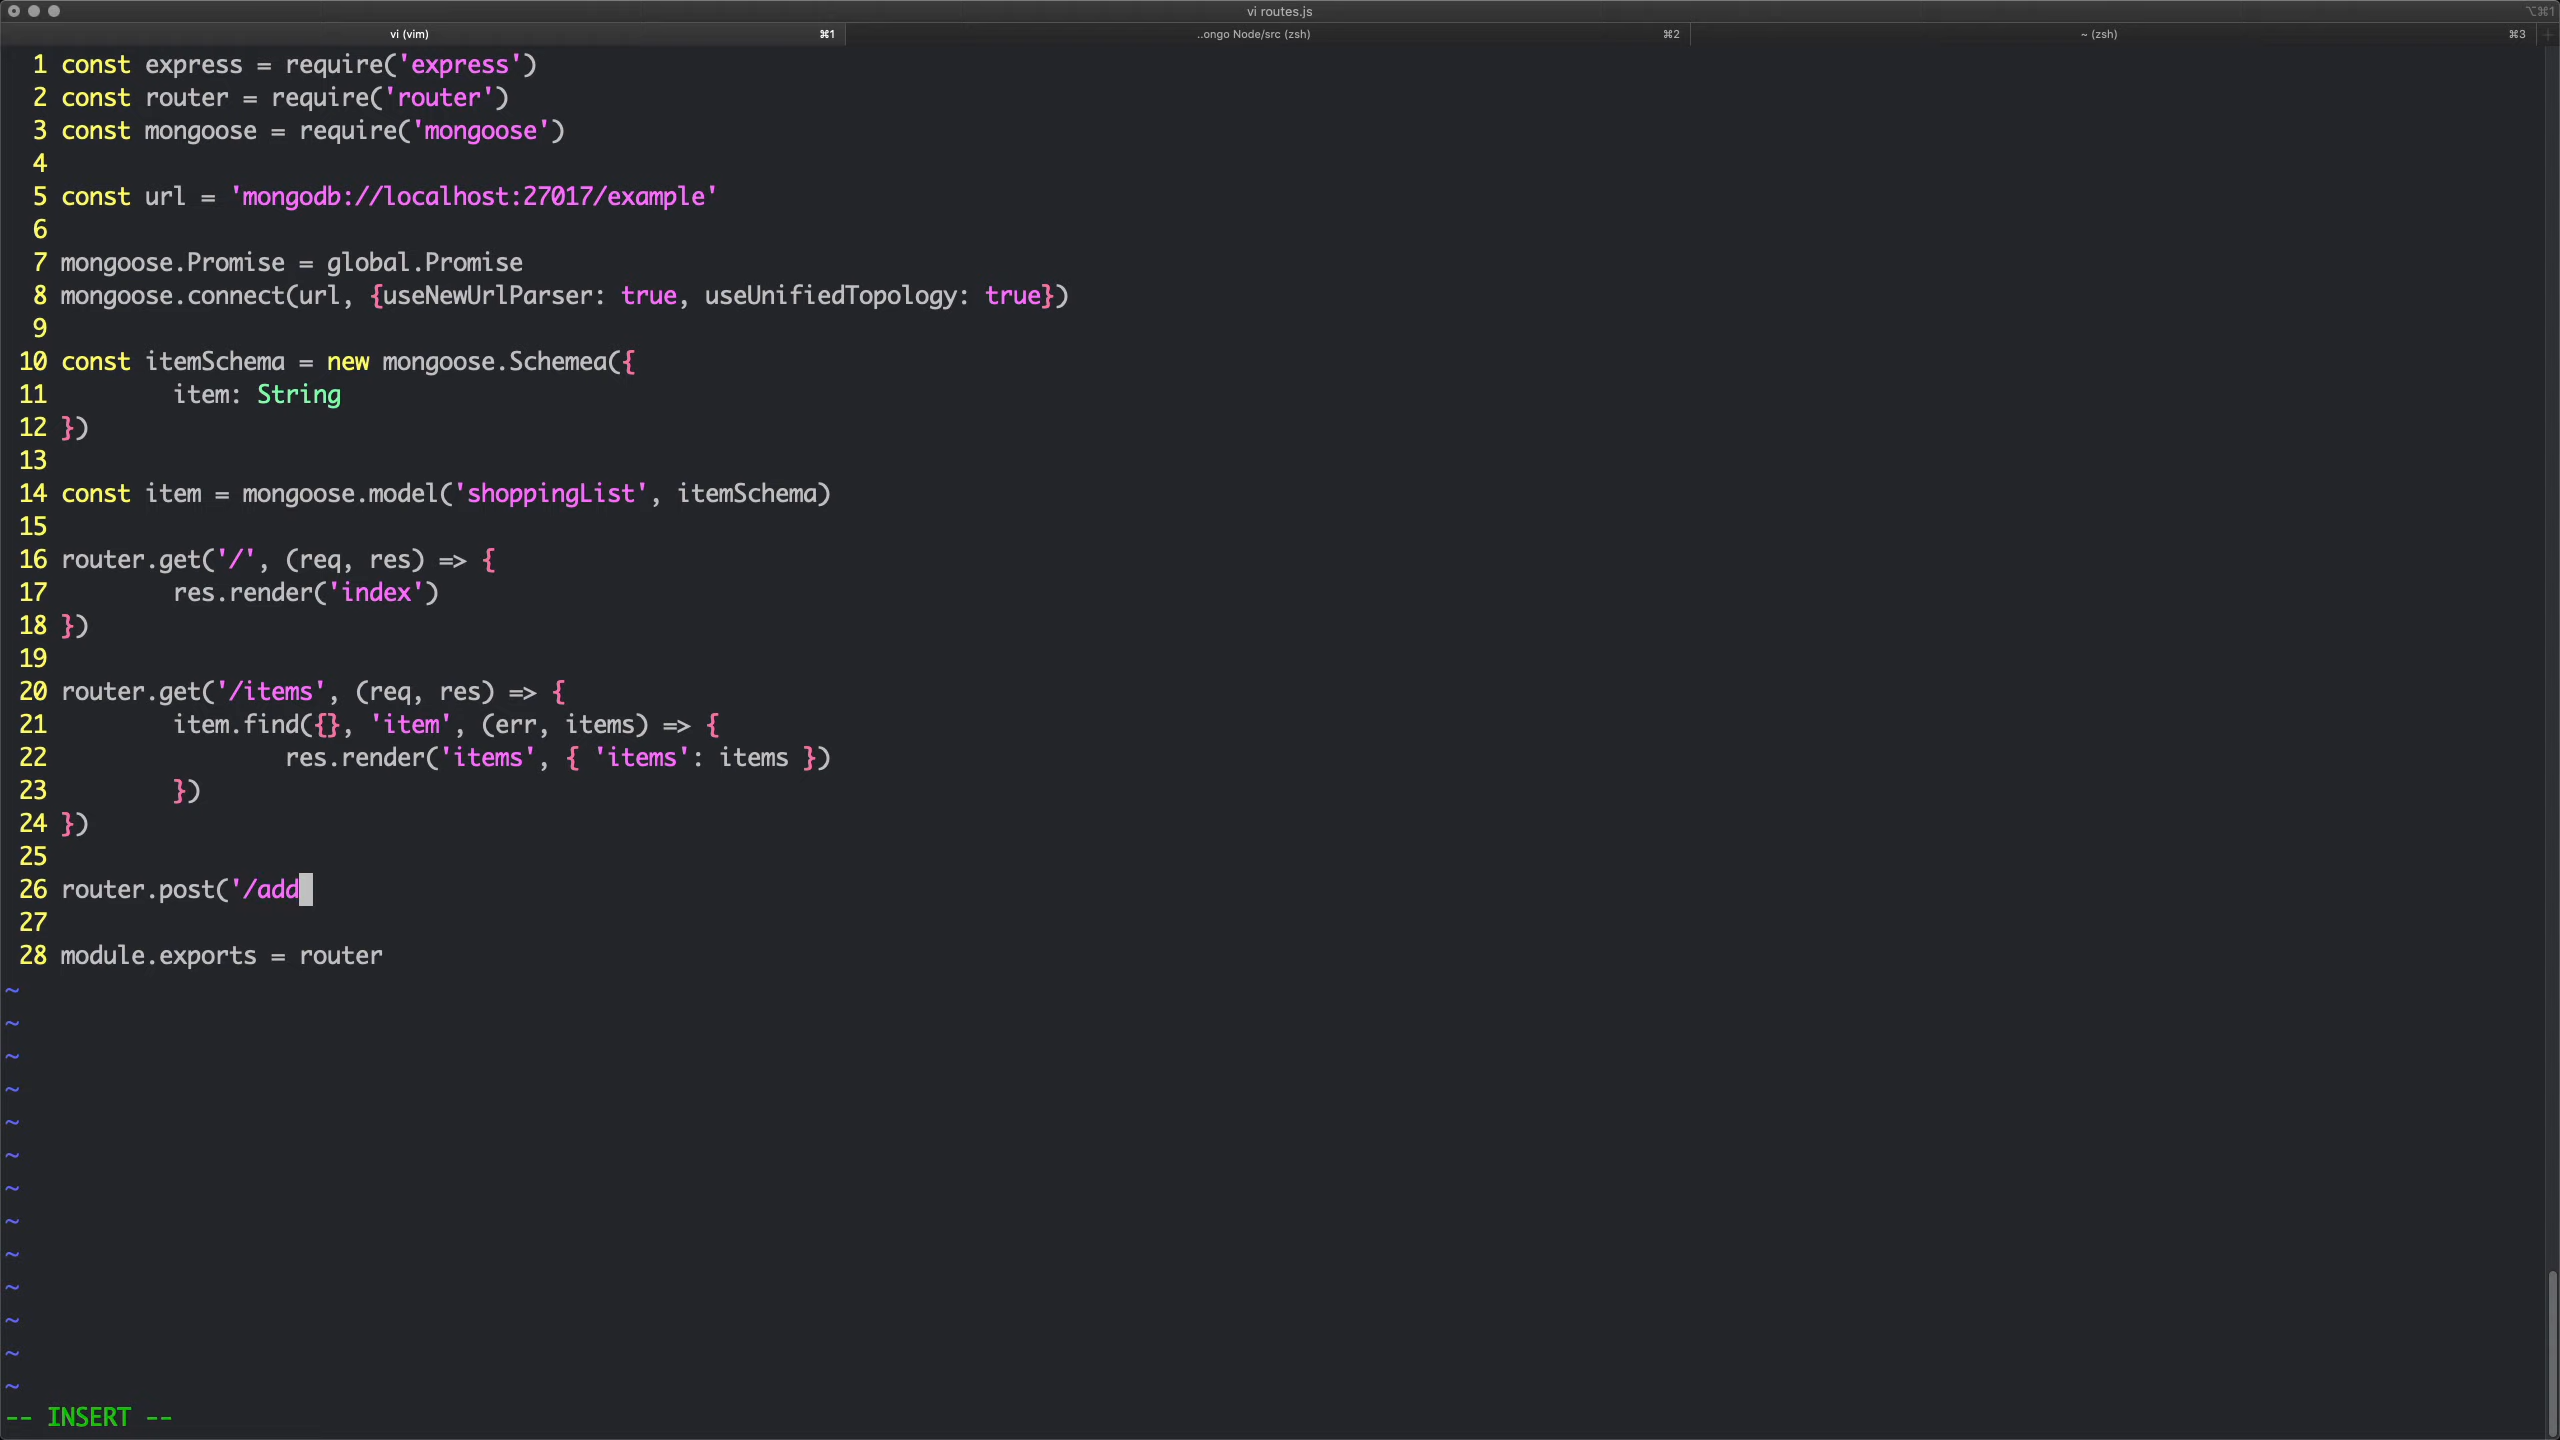 vi routes.js
⌥⌘1
vi (vim) ⌘1 ..ongo Node/src (zsh) ⌘2 ~ (zsh) ⌘3
1 const express = require('express')
2 const router = require('router')
3 const mongoose = require('mongoose')
4
5 const url = 'mongodb://localhost:27017/example'
6
7 mongoose.Promise = global.Promise
8 mongoose.connect(url, {useNewUrlParser: true, useUnifiedTopology: true})
9
10 const itemSchema = new mongoose.Schemea({
11         item: String
12 })
13
14 const item = mongoose.model('shoppingList', itemSchema)
15
16 router.get('/', (req, res) => {
17         res.render('index')
18 })
19
20 router.get('/items', (req, res) => {
21         item.find({}, 'item', (err, items) => {
22                 res.render('items', { 'items': items })
23         })
24 })
25
26 router.post('/add
27
28 module.exports = router
~
~
~
~
~
~
~
~
~
~
~
~
~
-- INSERT --